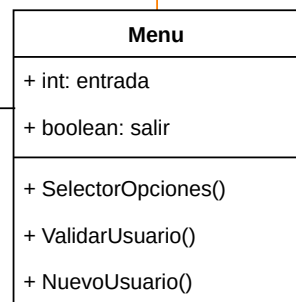 Menu
+ int: entrada
+ boolean: salir
+ SelectorOpciones()
+ ValidarUsuario()
+ NuevoUsuario()